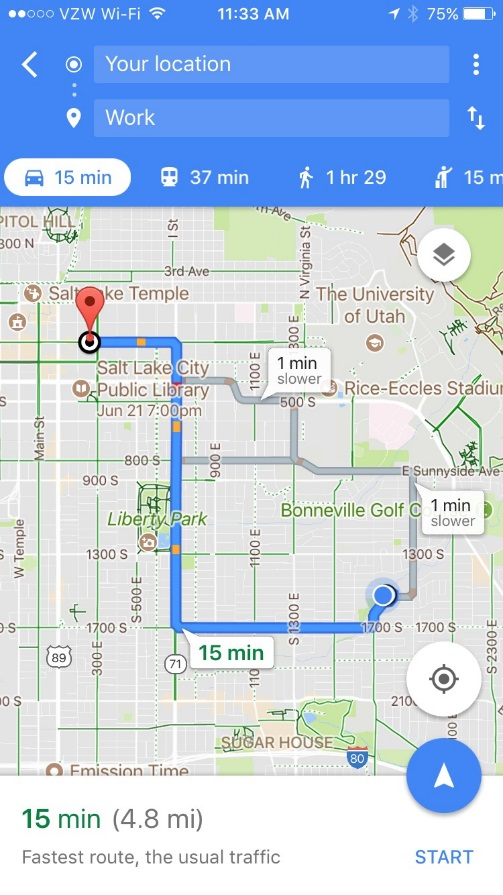 VZW Wi-Fi
11:33 AM
75%
Your location
Work
15 min
37 min
1 hr 29
15 m
PITOL HILL
300 N
I St
7th Ave
N Virginia St
3rd Ave
Salt Lake Temple
The University
of Utah
300 E
Salt Lake City
Public Library
Jun 21 7:00pm
1 min
slower
1100 E
Rice-Eccles Stadiu
500 S
Main St
800 S
900 E
E Sunnyside Ave
900 S
1 min
slower
Liberty Park
Bonneville Golf C
W Temple
1300 S
1100 E
1300 S
S 500 E
S 1300 E
0 S
1700 S
1700 S
1700 S
S 2300 E
15 min
89
300 E
71
110
0 S
2100
00 E
SUGAR HOUSE
80
Emission Time
15 min (4.8 mi)
Fastest route, the usual traffic
START